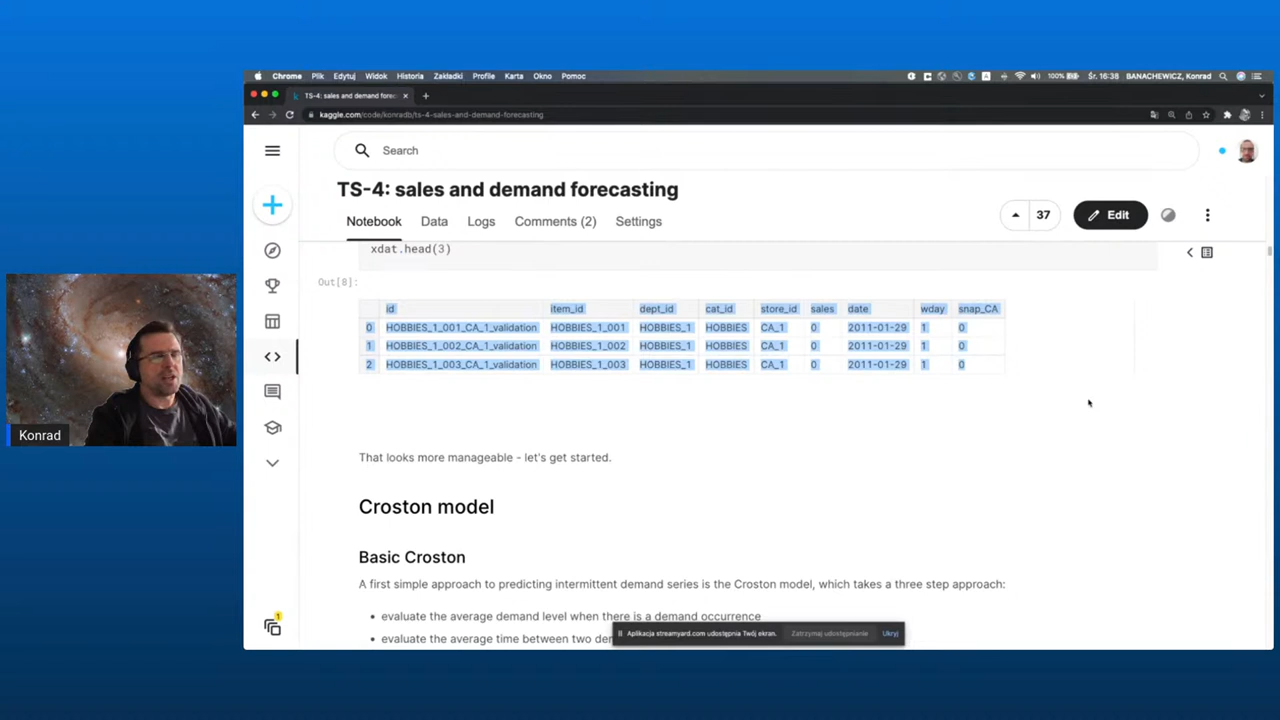 Chrome Plik Edytuj Widok Historia Zakładki Profile Karta Okno Pomoc 100% Śr. 16:38 BANACHEWICZ, Konrad
TS-4: sales and demand forec
kaggle.com/code/konradb/ts-4-sales-and-demand-forecasting
Search
TS-4: sales and demand forecasting
Notebook Data Logs Comments (2) Settings
37 Edit
xdat.head(3)
Out[8]:
id item_id dept_id cat_id store_id sales date wday snap_CA
0 HOBBIES_1_001_CA_1_validation HOBBIES_1_001 HOBBIES_1 HOBBIES CA_1 0 2011-01-29 1 0
1 HOBBIES_1_002_CA_1_validation HOBBIES_1_002 HOBBIES_1 HOBBIES CA_1 0 2011-01-29 1 0
2 HOBBIES_1_003_CA_1_validation HOBBIES_1_003 HOBBIES_1 HOBBIES CA_1 0 2011-01-29 1 0
Konrad
That looks more manageable - let's get started.
Croston model
Basic Croston
A first simple approach to predicting intermittent demand series is the Croston model, which takes a three step approach:
• evaluate the average demand level when there is a demand occurrence
• evaluate the average time between two
1
Aplikacja streamyard.com udostępnia Twój ekran. Zatrzymaj udostępnianie Ukryj